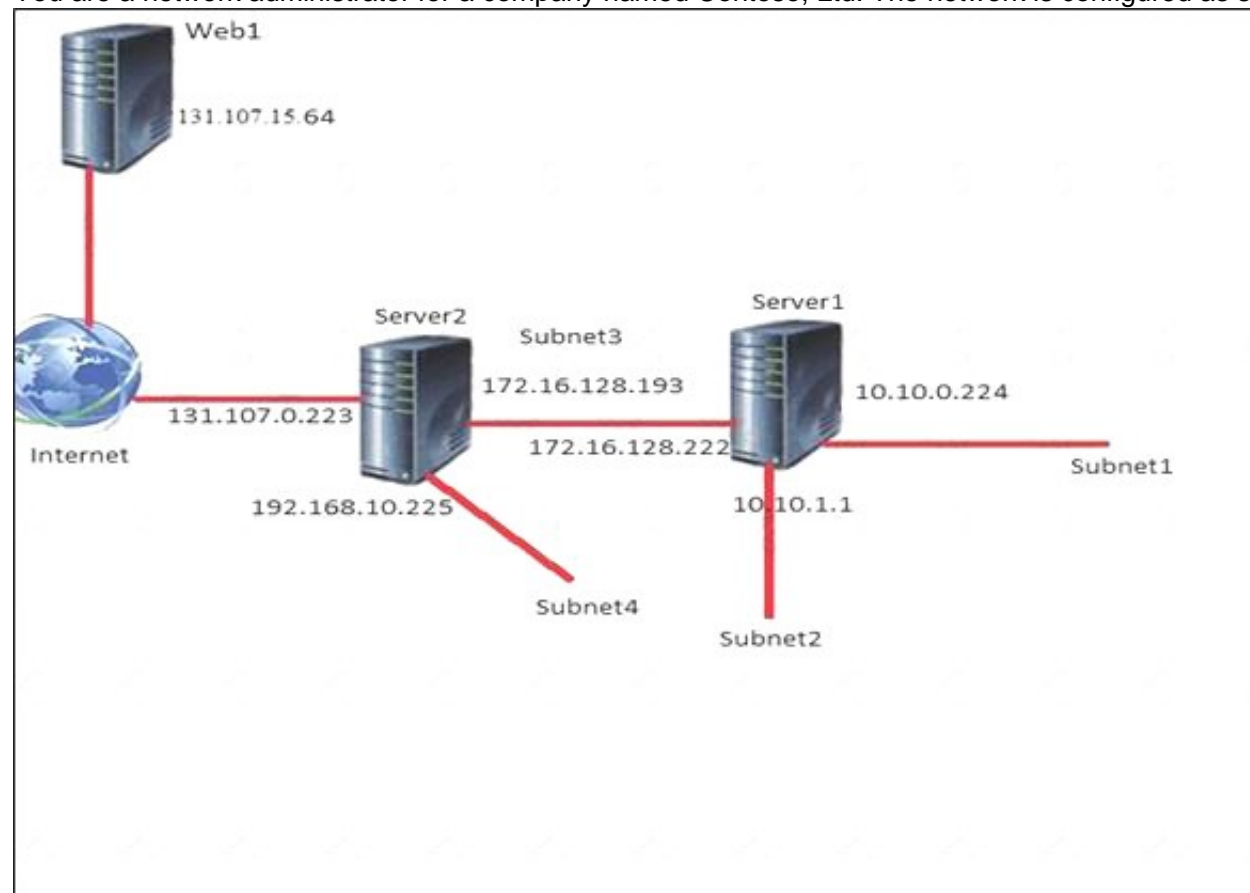 Web1
131.107.15.64
Server1
Server2
Subnet3
172.16.128.193
10.10.0.224
131.107.0.223
172.16.128.222
Internet
Subnet1
192.168.10.225
10.10.1.1
Subnet4
Subnet2